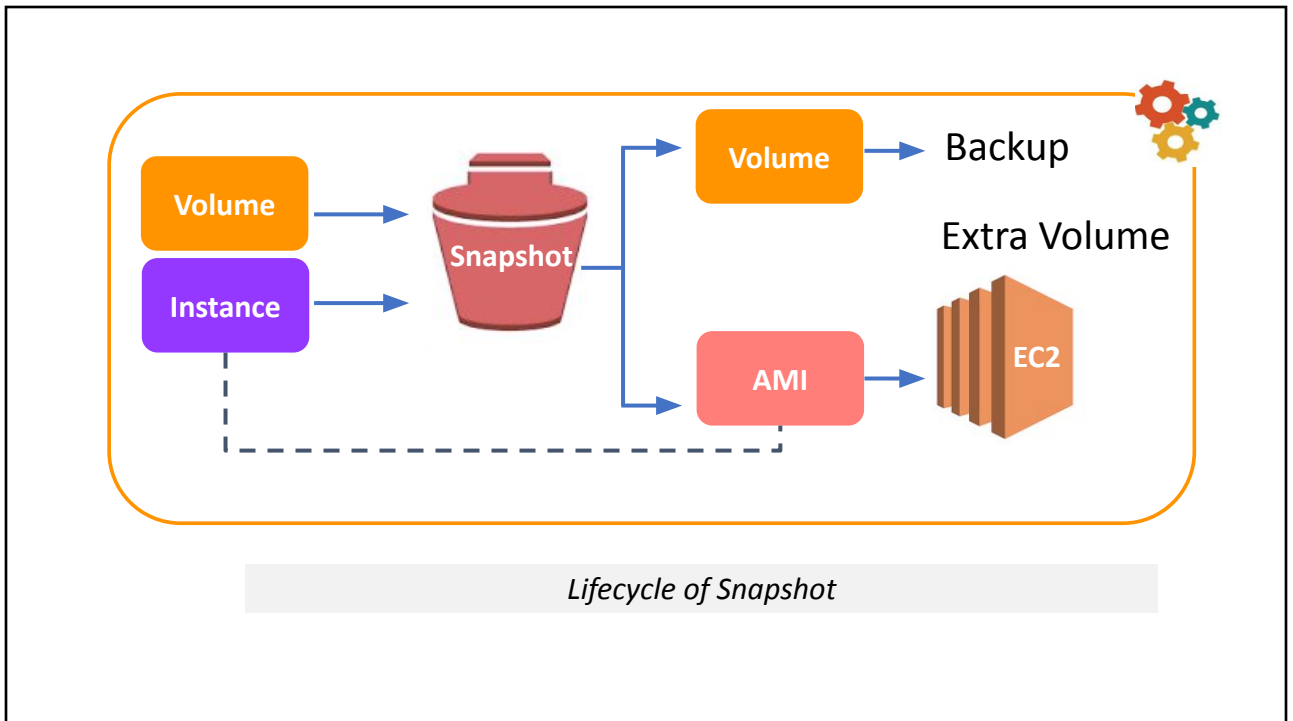 Volume
Instance
Snapshot
Volume
Backup
Extra Volume
AMI
EC2
Lifecycle of Snapshot